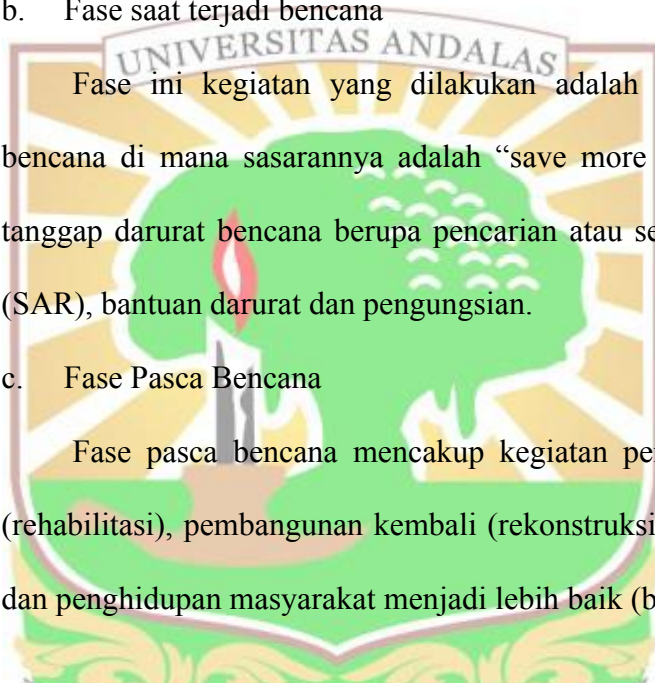 b. Fase saat terjadi bencana
UNIVERSITAS ANDALAS
Fase ini kegiatan yang dilakukan adalah
bencana di mana sasarannya adalah “save more
tanggap darurat bencana berupa pencarian atau se
(SAR), bantuan darurat dan pengungsian.
c. Fase Pasca Bencana
Fase pasca bencana mencakup kegiatan pe
(rehabilitasi), pembangunan kembali (rekonstruksi
dan penghidupan masyarakat menjadi lebih baik (b